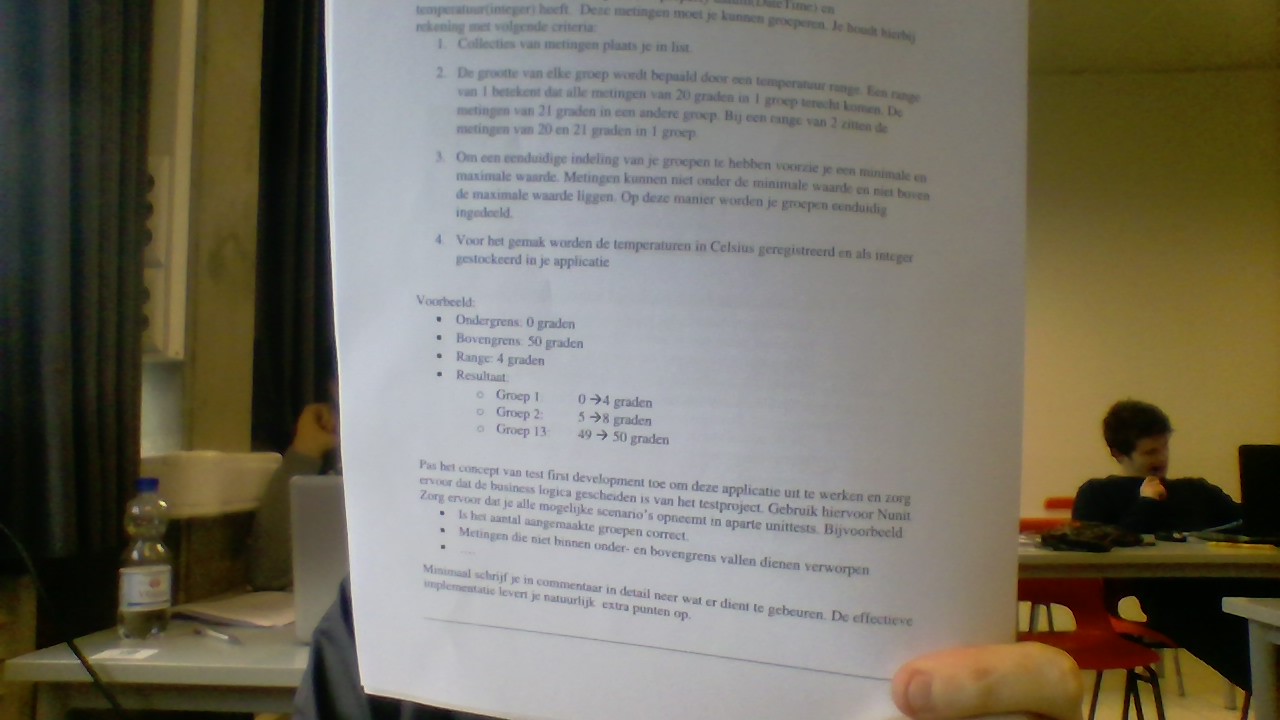 temperatuur(integer) heeft. Deze metingen moet je kunnen groeperen. Je houdt hierbij
rekening met volgende criteria:
1. Collecties van metingen plaats je in list.
2. De grootte van elke groep wordt bepaald door een temperatuur range. Een range
van 1 betekent dat alle metingen van 20 graden in 1 groep terecht komen. De
metingen van 21 graden in een andere groep. Bij een range van 2 zitten de
metingen van 20 en 21 graden in 1 groep.
3. Om een eenduidige indeling van je groepen te hebben voorzie je een minimale en
maximale waarde. Metingen kunnen niet onder de minimale waarde en niet boven
de maximale waarde liggen. Op deze manier worden je groepen eenduidig
ingedeeld.
4. Voor het gemak worden de temperaturen in Celsius geregistreerd en als integer
gestockeerd in je applicatie
Voorbeeld:
▪ Ondergrens: 0 graden
▪ Bovengrens: 50 graden
▪ Range: 4 graden
▪ Resultaat:
o Groep 1: 0 → 4 graden
o Groep 2: 5 → 8 graden
o Groep 13: 49 → 50 graden
Pas het concept van test first development toe om deze applicatie uit te werken en zorg
ervoor dat de business logica gescheiden is van het testproject. Gebruik hiervoor Nunit.
Zorg ervoor dat je alle mogelijke scenario's opneemt in aparte unittests. Bijvoorbeeld
▪ Is het aantal aangemaakte groepen correct.
▪ Metingen die niet binnen onder- en bovengrens vallen dienen verworpen
▪ ....
Minimaal schrijf je in commentaar in detail neer wat er dient te gebeuren. De effectieve
implementatie levert je natuurlijk extra punten op.